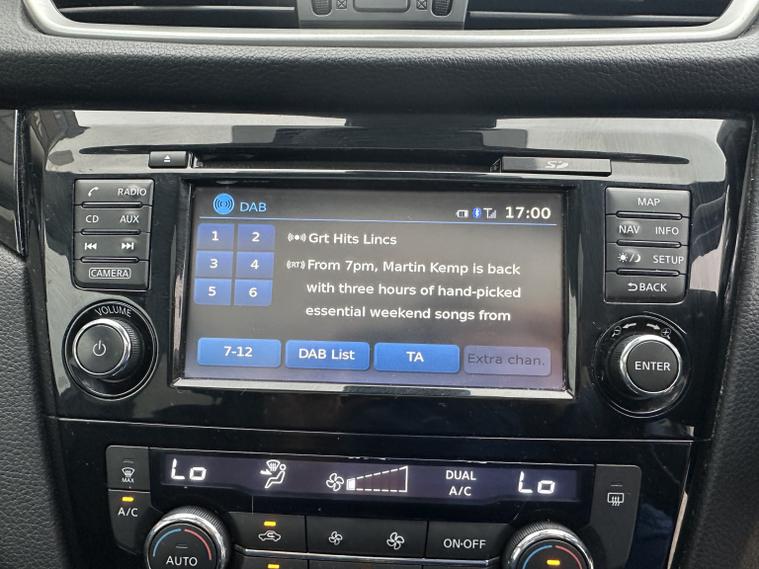 SD
RADIO
CD AUX
CAMERA
VOLUME
DAB 17:00
1 2
3 4
5 6
Grt Hits Lincs
(RT) From 7pm, Martin Kemp is back
with three hours of hand-picked
essential weekend songs from
7-12 DAB List TA Extra chan.
MAP
NAV INFO
SETUP
BACK
ENTER
MAX
Lo DUAL Lo
A/C
A/C
AUTO
ON·OFF